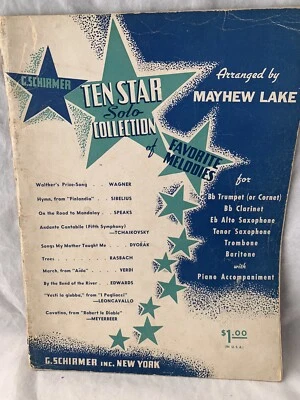 G. SCHIRMER
TEN STAR
Solo
COLLECTION
of
FAVORITE
MELODIES
Arranged by
MAYHEW LAKE
Walther's Prize-Song . . . WAGNER
Hymn, from "Finlandia" . . SIBELIUS
On the Road to Mandalay . . SPEAKS
Andante Cantabile (Fifth Symphony)
—TCHAIKOVSKY
Songs My Mother Taught Me . . DVOŘÁK
Trees . . . . . RASBACH
March, from "Aida" . . . . VERDI
By the Bend of the River . . EDWARDS
"Vesti la giubba," from "I Pagliacci"
—LEONCAVALLO
Cavatina, from "Robert le Diable"
—MEYERBEER
for
Bb Trumpet (or Cornet)
Bb Clarinet
Eb Alto Saxophone
Tenor Saxophone
Trombone
Baritone
with
Piano Accompaniment
$1.00
(IN U.S.A.)
G. SCHIRMER INC. NEW YORK